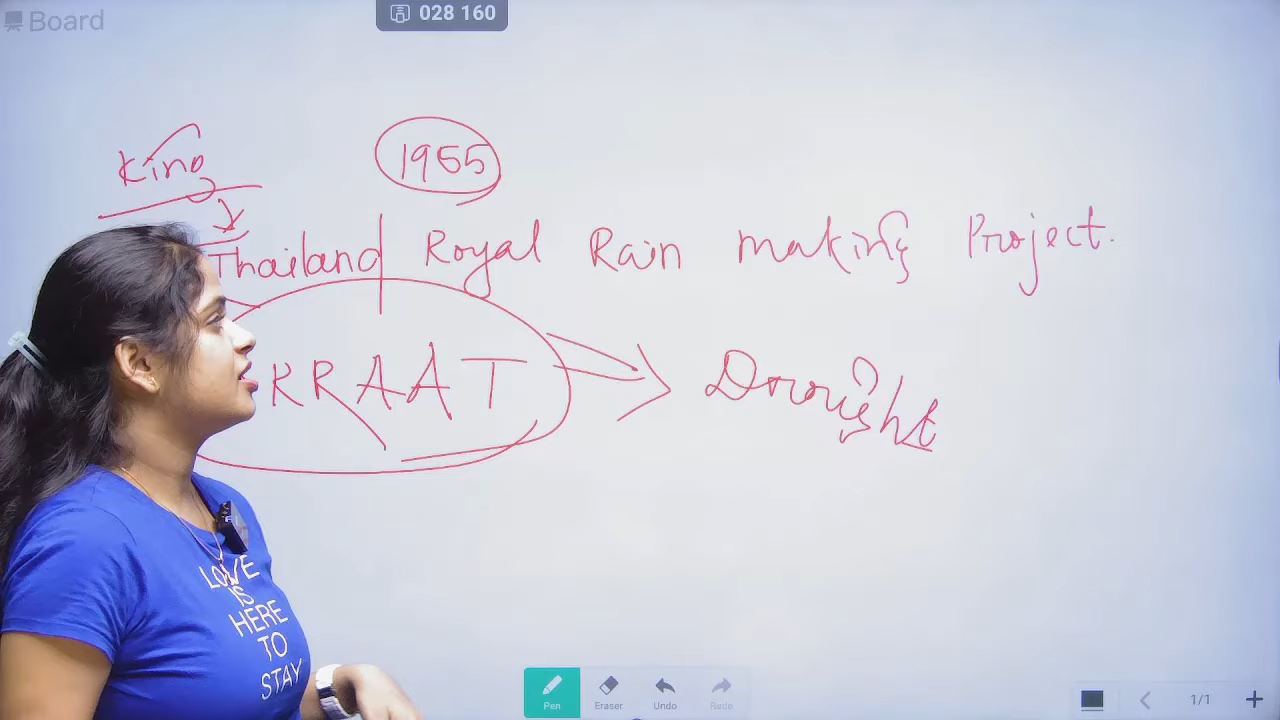 Board
028 160
King
1955
Thailand Royal Rain making Project.
KRAAT
Drought
LOVE
IS
HERE
TO
STAY
Pen
Eraser
Undo
Redo
1/1